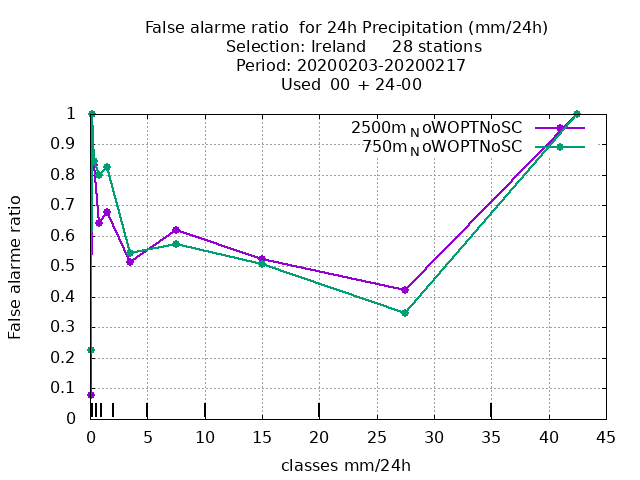 False alarme ratio  for 24h Precipitation (mm/24h)
Selection: Ireland     28 stations
Period: 20200203-20200217
Used  00 + 24-00
2500m_NoWOPTNoSC
750m_NoWOPTNoSC
False alarme ratio
1
0.9
0.8
0.7
0.6
0.5
0.4
0.3
0.2
0.1
0
0 5 10 15 20 25 30 35 40 45
classes mm/24h